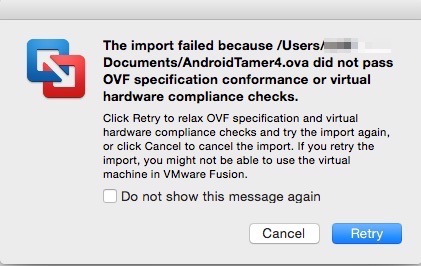 The import failed because /Users/
Documents/AndroidTamer4.ova did not pass
OVF specification conformance or virtual
hardware compliance checks.
Click Retry to relax OVF specification and virtual
hardware compliance checks and try the import again,
or click Cancel to cancel the import. If you retry the
import, you might not be able to use the virtual
machine in VMware Fusion.
Do not show this message again
Cancel Retry